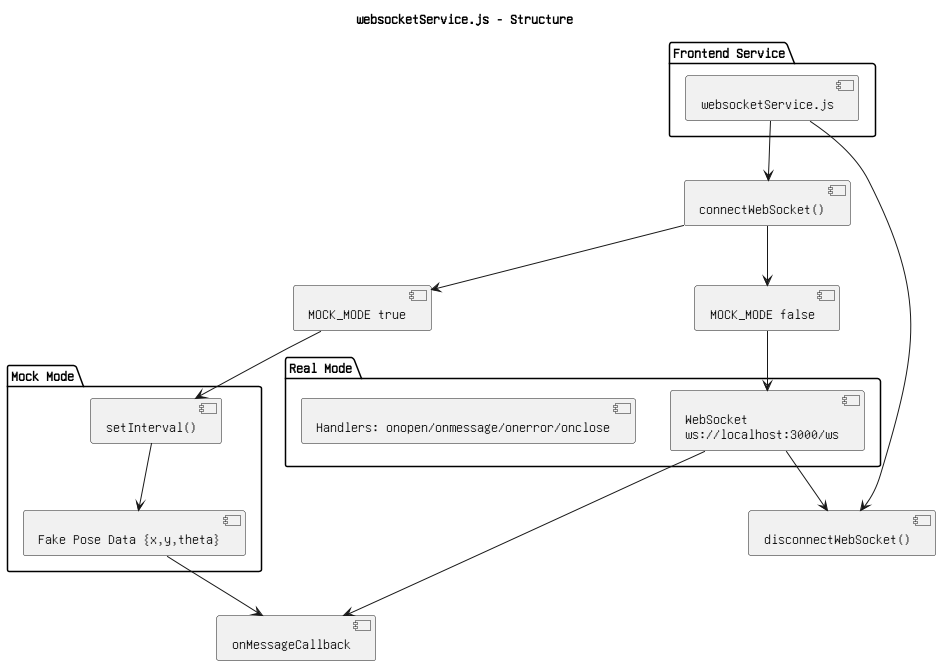 websocketService.js - Structure
Frontend Service
websocketService.js
connectWebSocket()
MOCK_MODE true
MOCK_MODE false
Mock Mode
setInterval()
Fake Pose Data {x,y,theta}
Real Mode
Handlers: onopen/onmessage/onerror/onclose
WebSocket
ws://localhost:3000/ws
disconnectWebSocket()
onMessageCallback